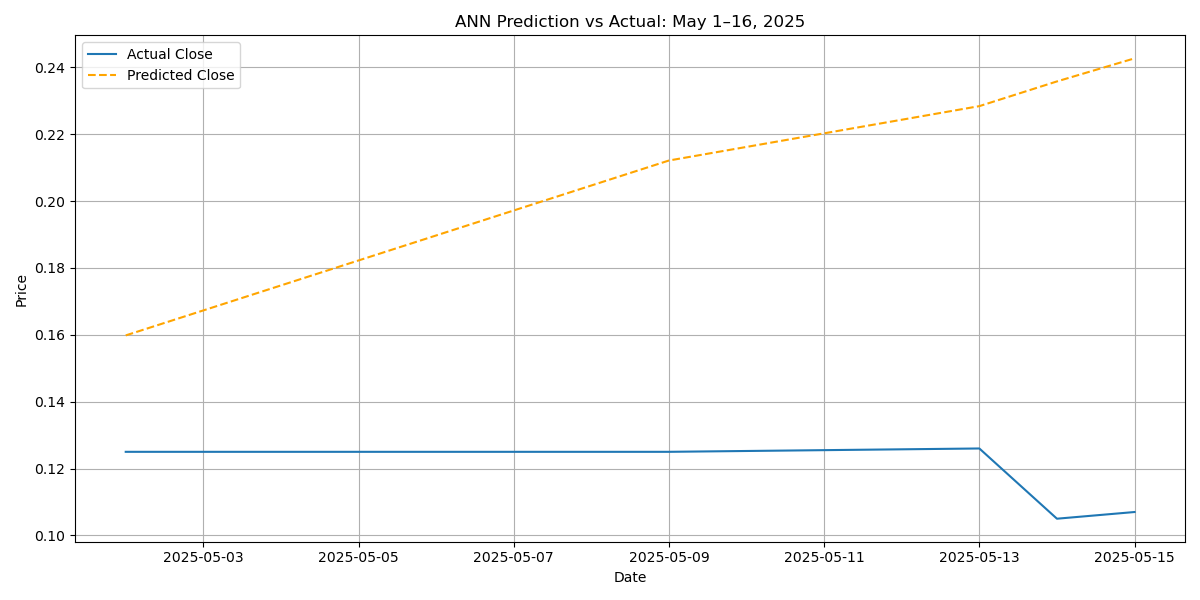 ANN Prediction vs Actual: May 1–16, 2025
Actual Close
Predicted Close
Price
0.24
0.22
0.20
0.18
0.16
0.14
0.12
0.10
2025-05-03 2025-05-05 2025-05-07 2025-05-09 2025-05-11 2025-05-13 2025-05-15
Date